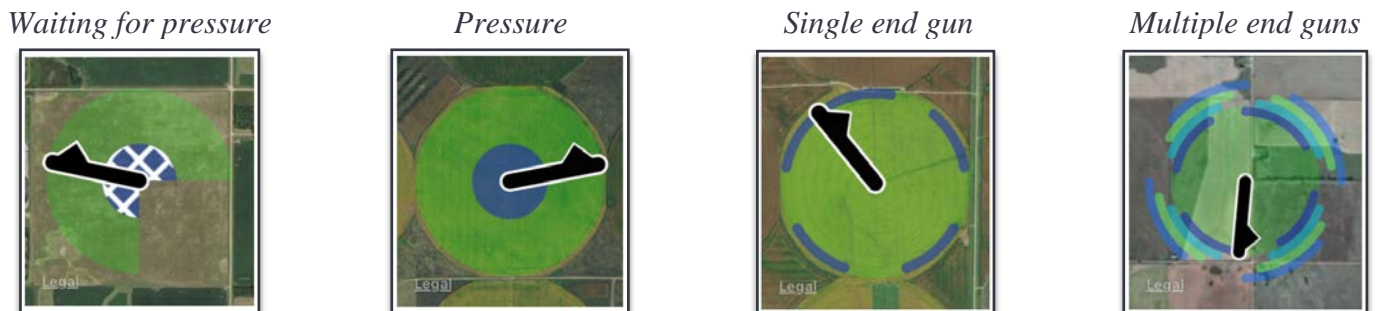 Waiting for pressure
Pressure
Single end gun
Multiple end guns
Legal
Legal
Legal
Legal